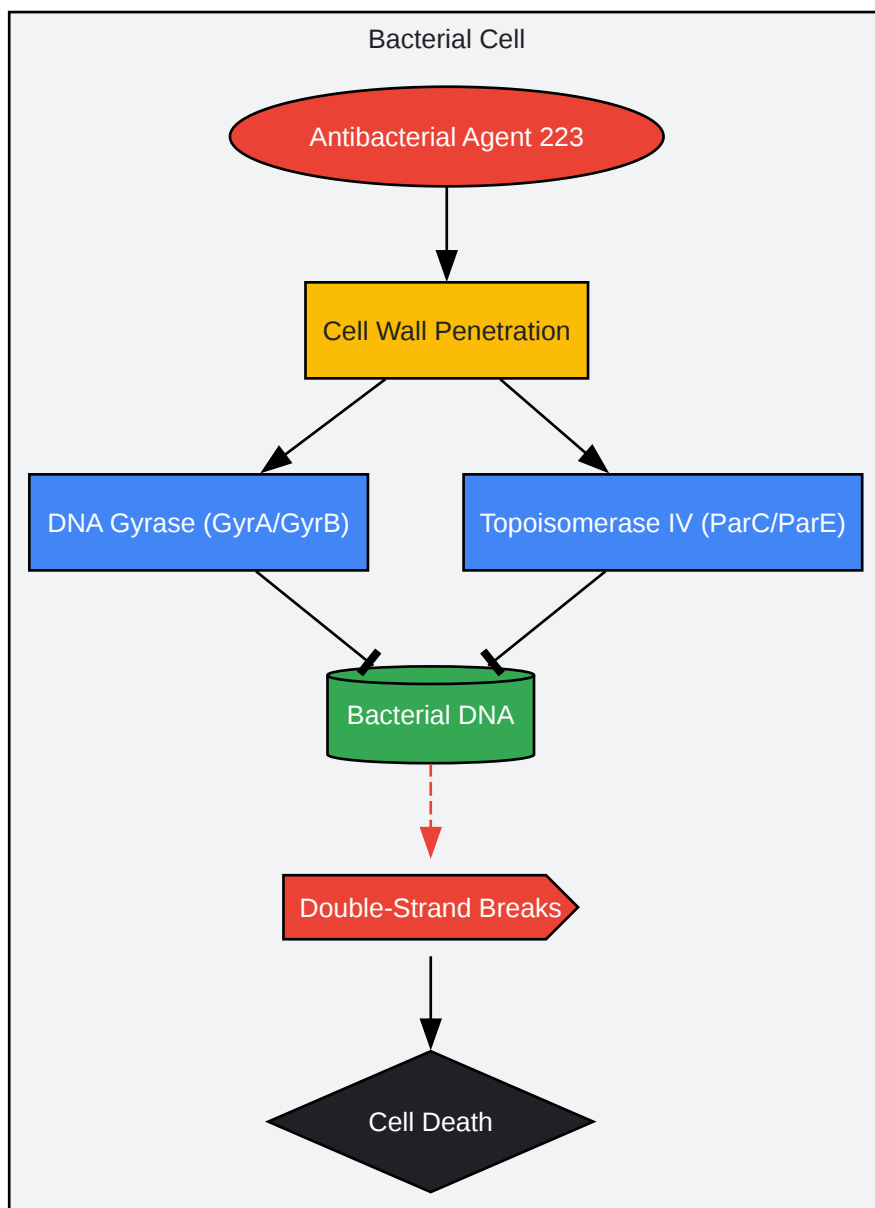 Bacterial Cell
Antibacterial Agent 223
Cell Wall Penetration
DNA Gyrase (GyrA/GyrB)
Topoisomerase IV (ParC/ParE)
Bacterial DNA
Double-Strand Breaks
Cell Death